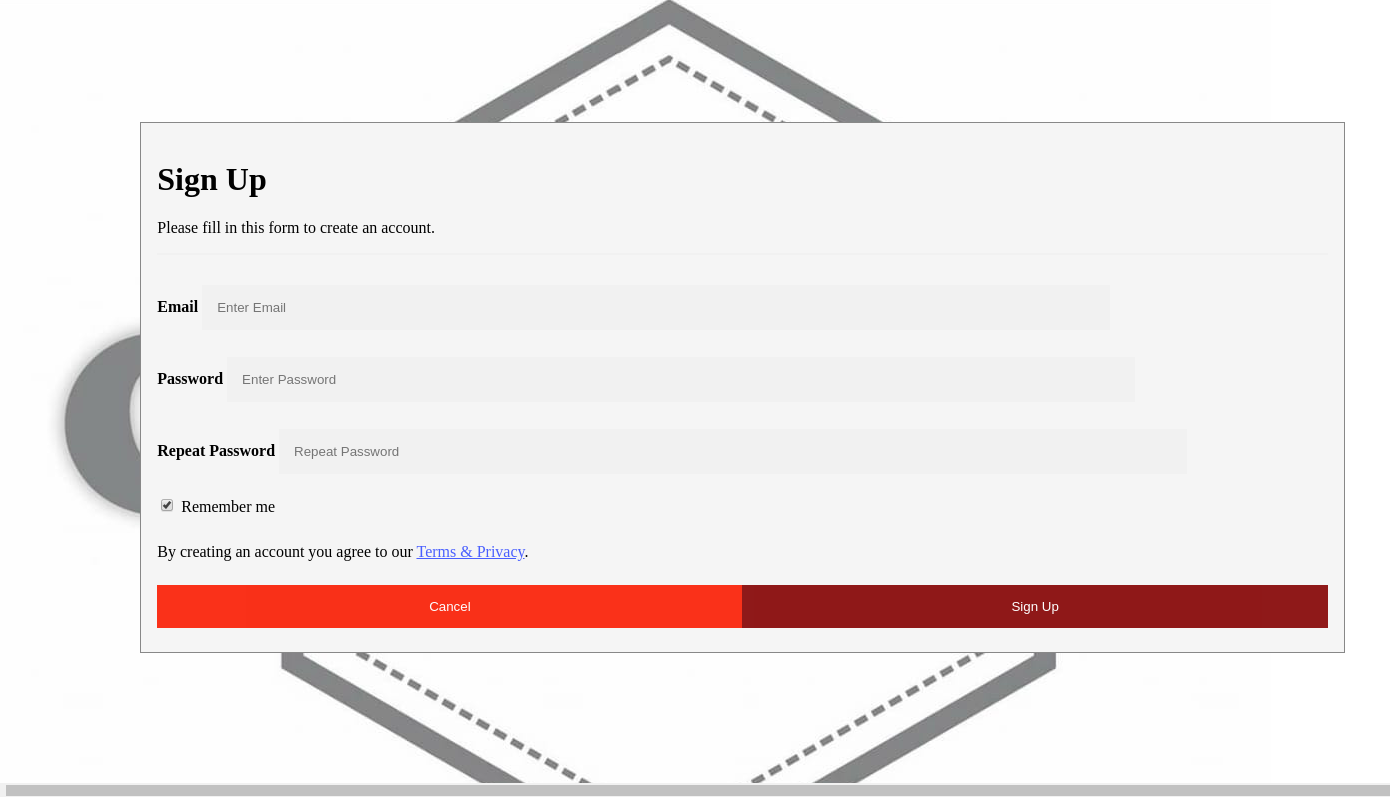 Sign Up
Please fill in this form to create an account.
Email Enter Email
Password Enter Password
Repeat Password Repeat Password
Remember me
By creating an account you agree to our Terms & Privacy.
Cancel Sign Up